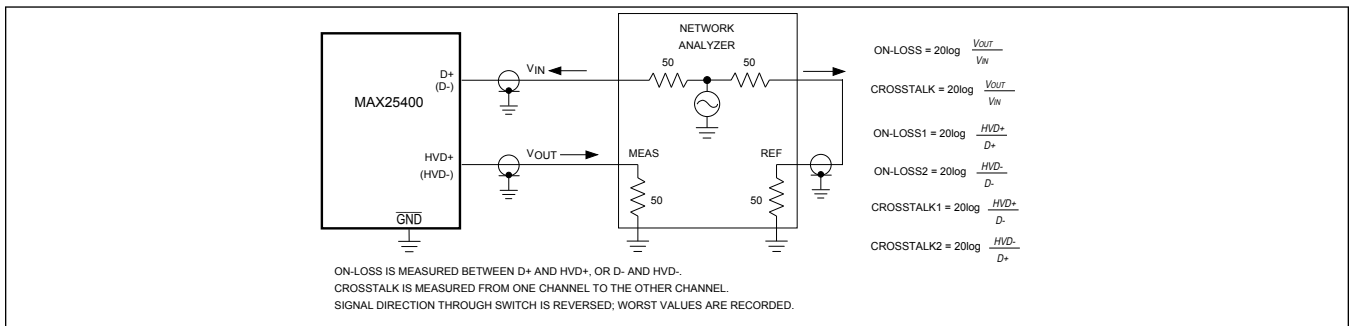 NETWORK
ANALYZER
50
50
D+
(D-)
VIN
MAX25400
HVD+
(HVD-)
VOUT
MEAS
REF
50
50
GND
ON-LOSS = 20log VOUT
VIN
CROSSTALK = 20log VOUT
VIN
ON-LOSS1 = 20log HVD+
D+
ON-LOSS2 = 20log HVD-
D-
CROSSTALK1 = 20log HVD+
D-
CROSSTALK2 = 20log HVD-
D+
ON-LOSS IS MEASURED BETWEEN D+ AND HVD+, OR D- AND HVD-.
CROSSTALK IS MEASURED FROM ONE CHANNEL TO THE OTHER CHANNEL.
SIGNAL DIRECTION THROUGH SWITCH IS REVERSED; WORST VALUES ARE RECORDED.